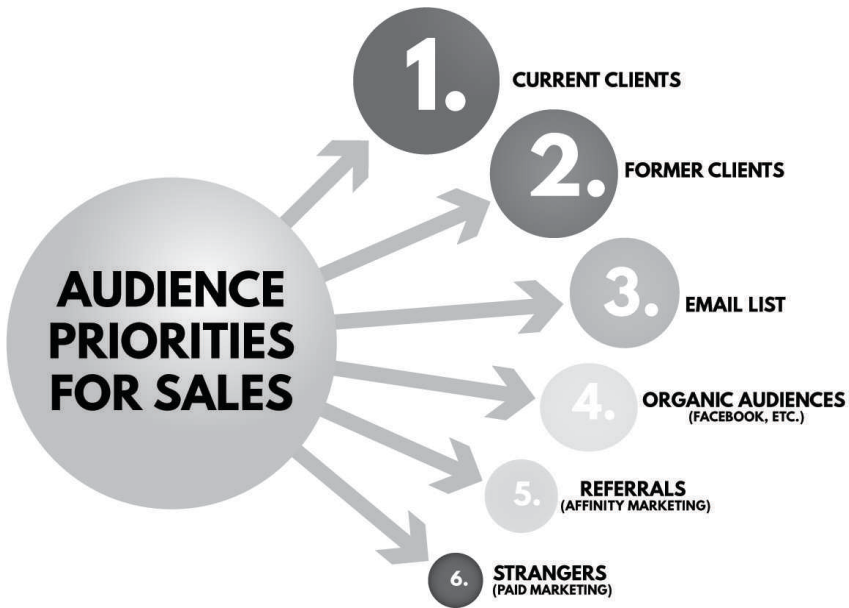 AUDIENCE
PRIORITIES
FOR SALES
1.
CURRENT CLIENTS
2.
FORMER CLIENTS
3.
EMAIL LIST
4.
ORGANIC AUDIENCES
(FACEBOOK, ETC.)
5.
REFERRALS
(AFFINITY MARKETING)
6.
STRANGERS
(PAID MARKETING)